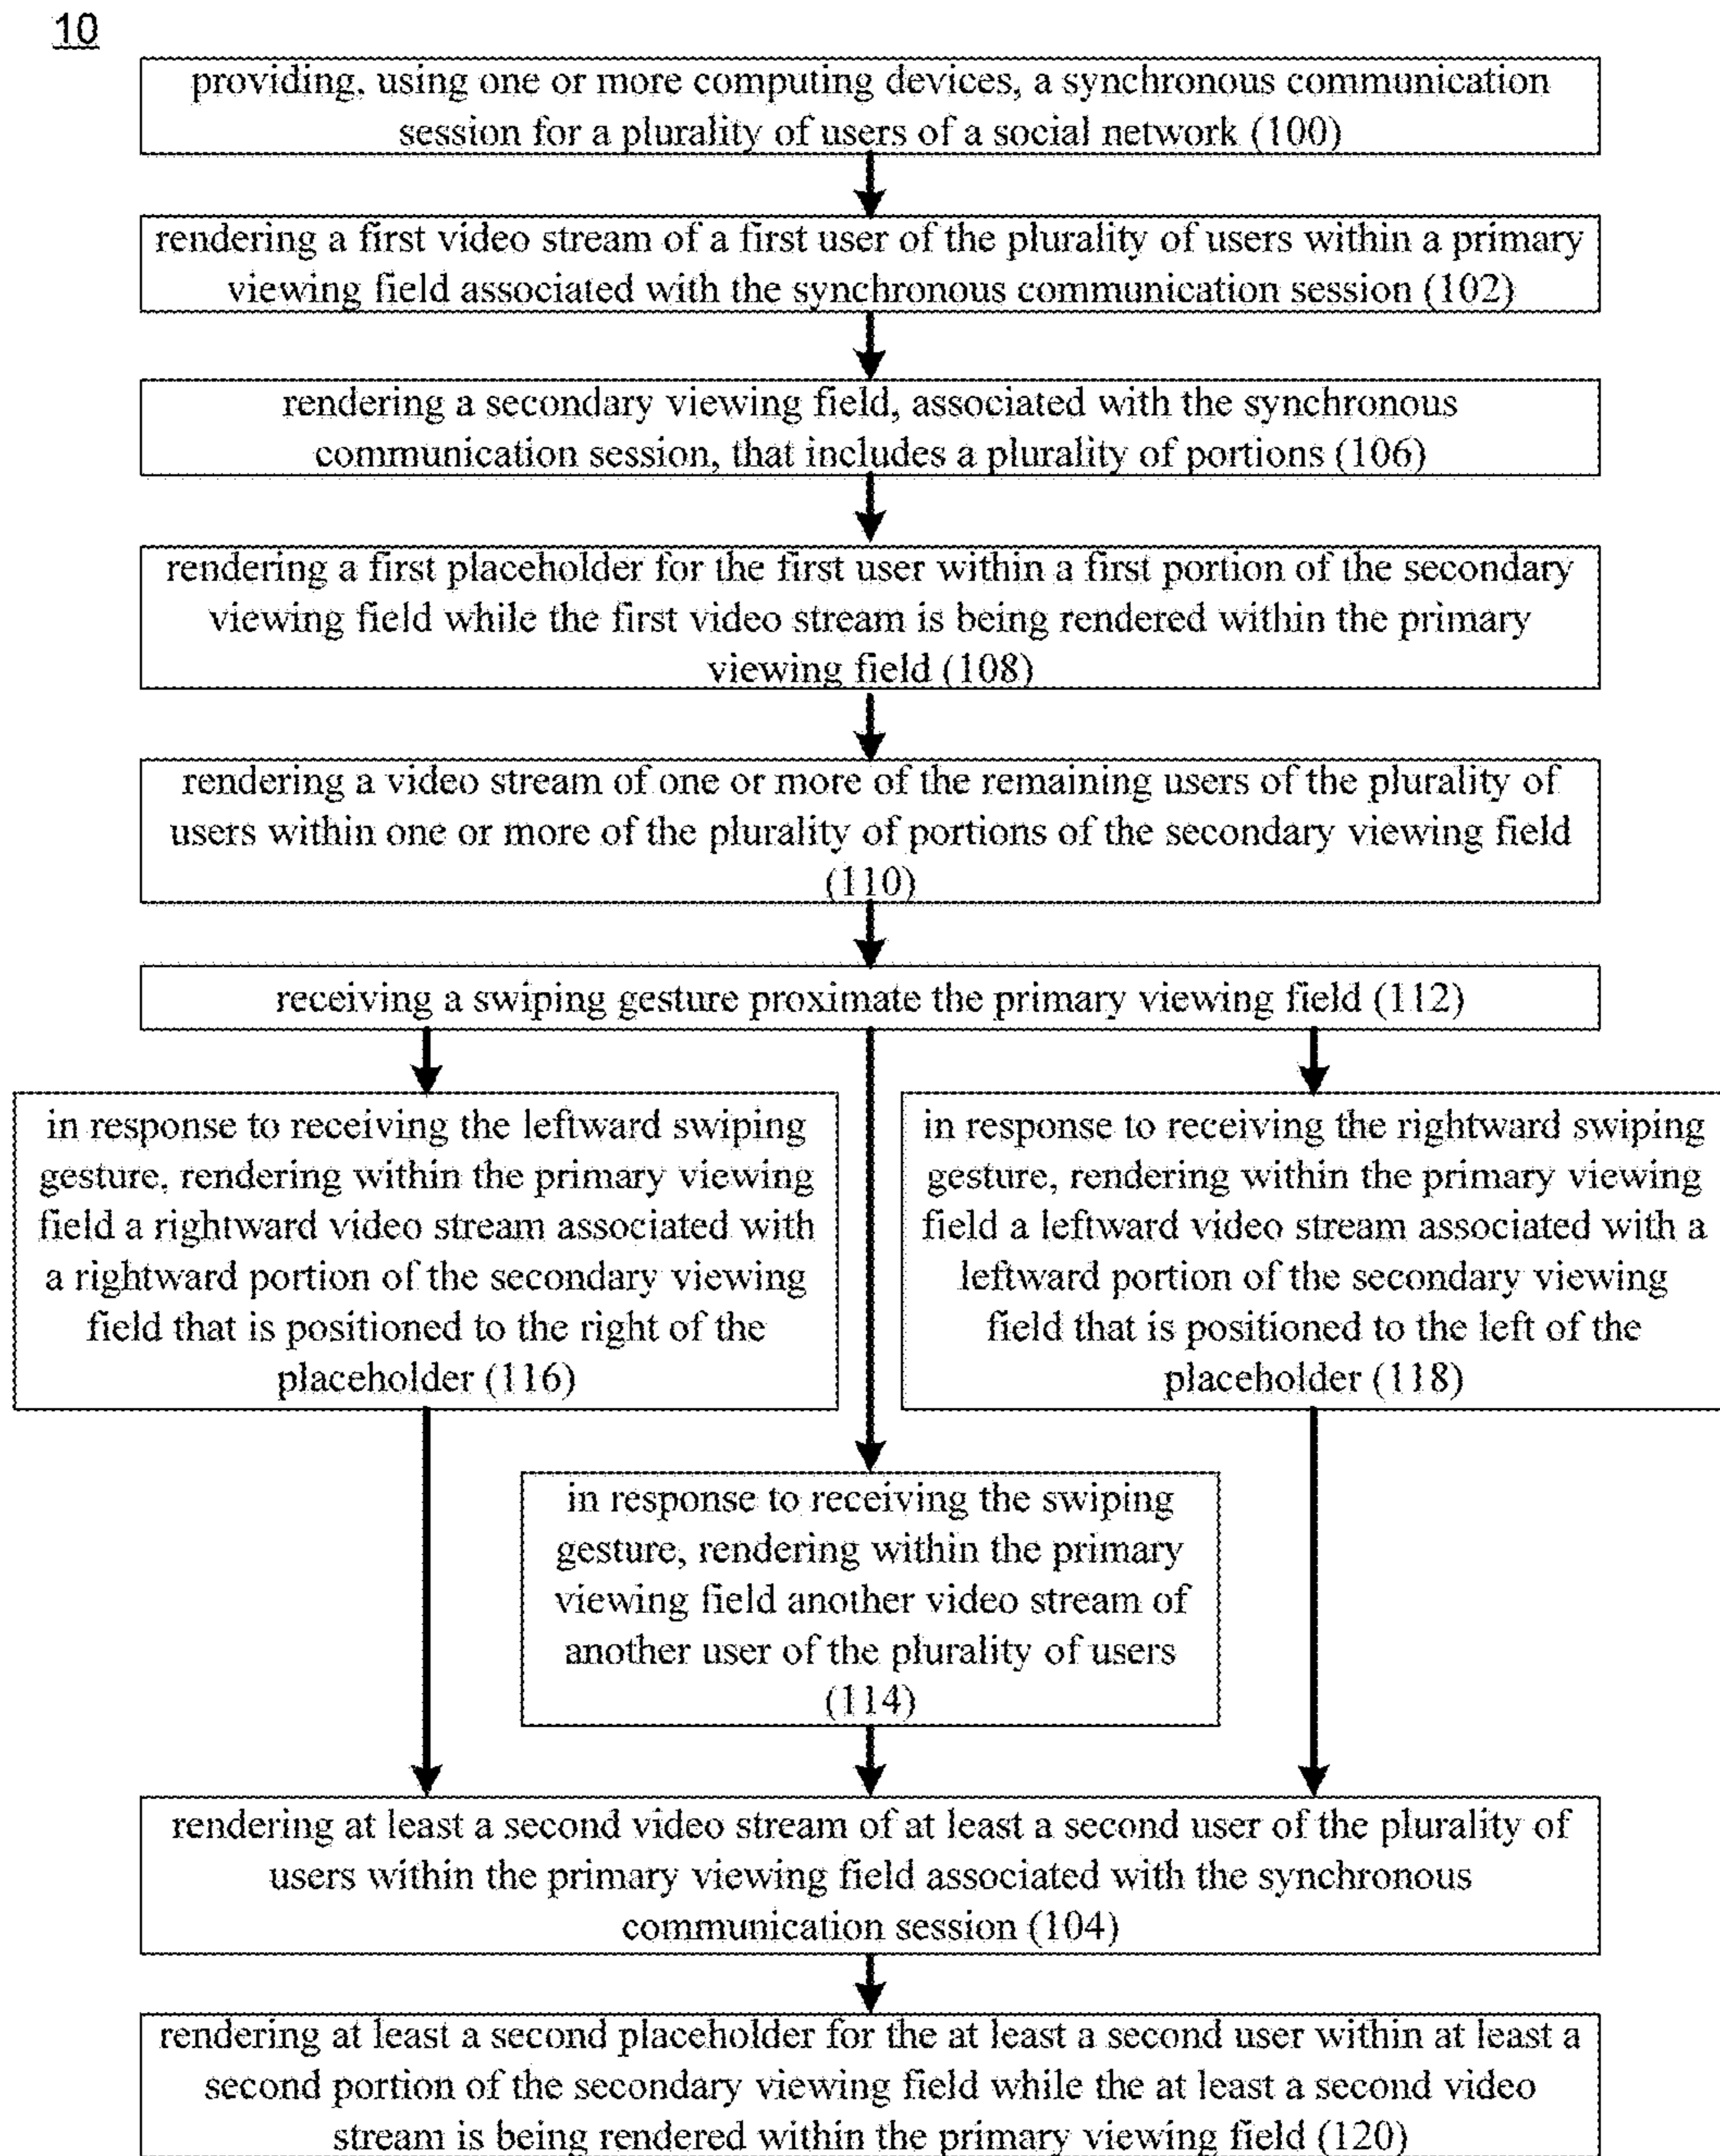 10
providing, using one or more computing devices, a synchronous communication
session for a plurality of users of a social network (100)
rendering a first video stream of a first user of the plurality of users within a primary
viewing field associated with the synchronous communication session (102)
rendering a secondary viewing field, associated with the synchronous
communication session, that includes a plurality of portions (106)
rendering a first placeholder for the first user within a first portion of the secondary
viewing field while the first video stream is being rendered within the primary
viewing field (108)
rendering a video stream of one or more of the remaining users of the plurality of
users within one or more of the plurality of portions of the secondary viewing field
(110)
receiving a swiping gesture proximate the primary viewing field (112)
in response to receiving the leftward swiping
gesture, rendering within the primary viewing
field a rightward video stream associated with
a rightward portion of the secondary viewing
field that is positioned to the right of the
placeholder (116)
in response to receiving the rightward swiping
gesture, rendering within the primary viewing
field a leftward video stream associated with a
leftward portion of the secondary viewing
field that is positioned to the left of the
placeholder (118)
in response to receiving the swiping
gesture, rendering within the primary
viewing field another video stream of
another user of the plurality of users
(114)
rendering at least a second video stream of at least a second user of the plurality of
users within the primary viewing field associated with the synchronous
communication session (104)
rendering at least a second placeholder for the at least a second user within at least a
second portion of the secondary viewing field while the at least a second video
stream is being rendered within the primary viewing field (120)